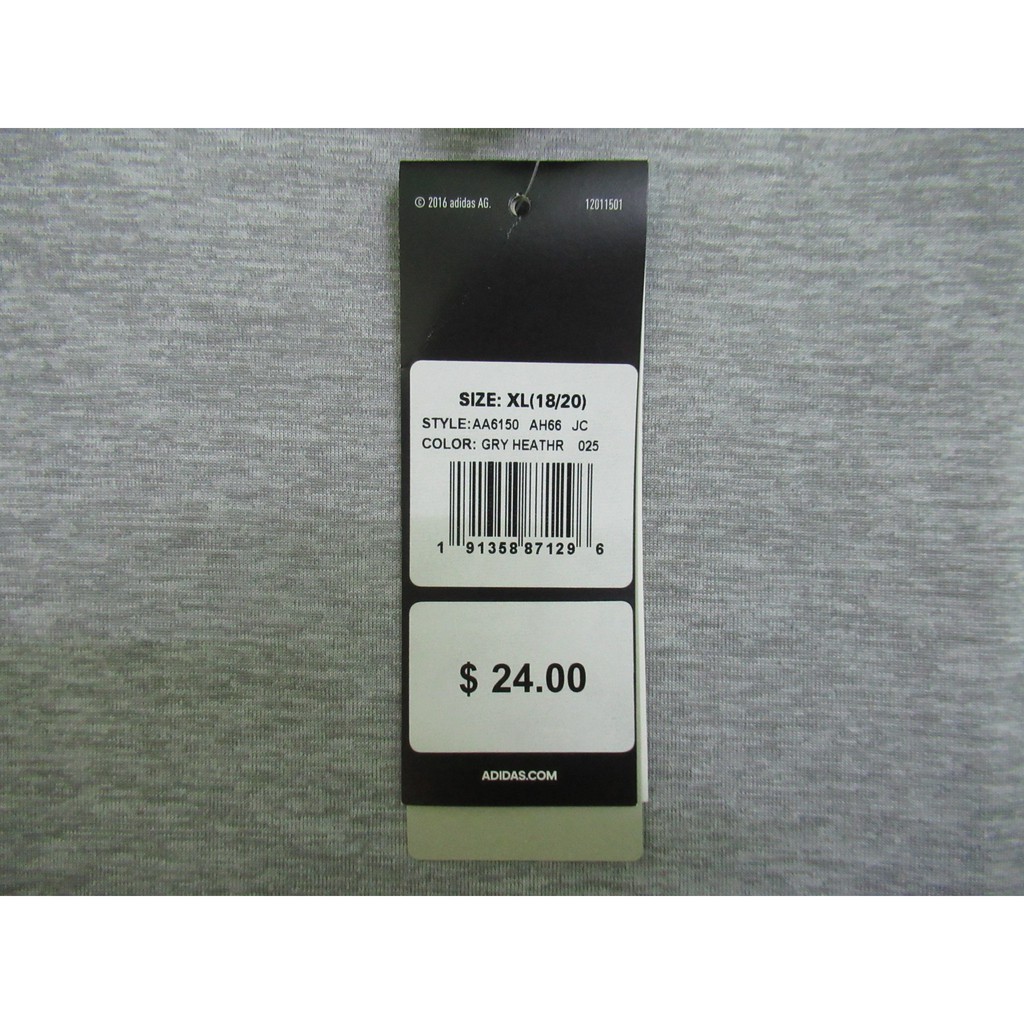 © 2016 adidas AG. 12011501
SIZE: XL(18/20)
STYLE:AA6150 AH66 JC
COLOR: GRY HEATHR 025
1 91358 87129 6
$ 24.00
ADIDAS.COM